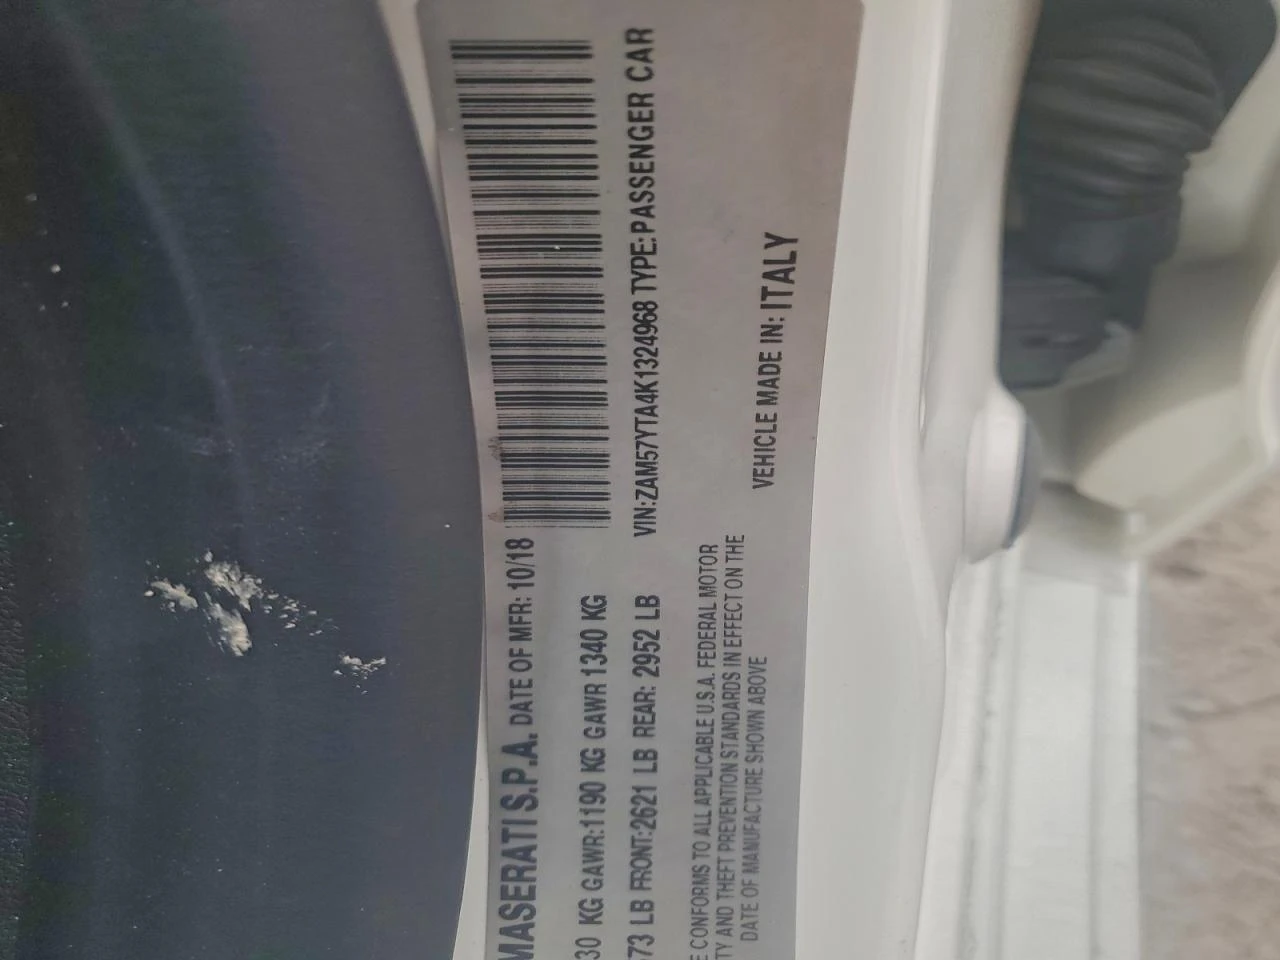 MASERATI S.P.A. DATE OF MFR: 10/18
30 KG GAWR:1190 KG GAWR 1340 KG
73 LB FRONT:2621 LB REAR: 2952 LB
VIN:ZAM57YTA4K1324968 TYPE:PASSENGER CAR
E CONFORMS TO ALL APPLICABLE U.S.A. FEDERAL MOTOR
TY AND THEFT PREVENTION STANDARDS IN EFFECT ON THE
DATE OF MANUFACTURE SHOWN ABOVE
VEHICLE MADE IN: ITALY